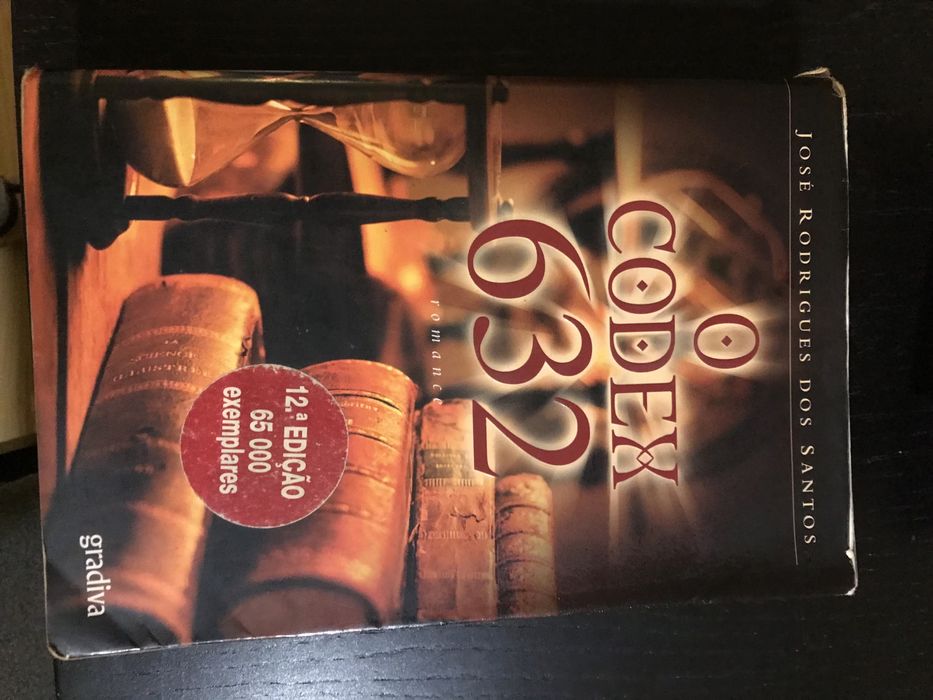 JOSÉ RODRIGUES DOS SANTOS
O
CODEX
632
romance
12.ª EDIÇÃO
65 000
exemplares
gradiva